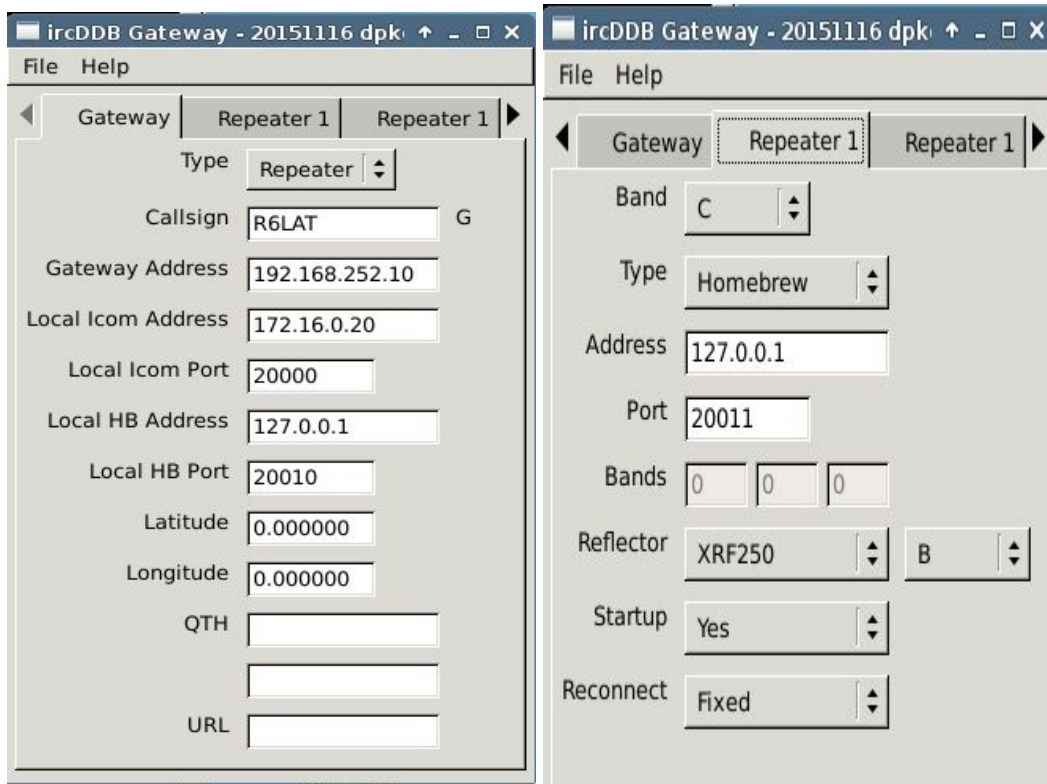 ircDDB Gateway - 20151116 dpk
File Help
Gateway Repeater 1 Repeater 1
Type Repeater
Callsign R6LAT G
Gateway Address 192.168.252.10
Local Icom Address 172.16.0.20
Local Icom Port 20000
Local HB Address 127.0.0.1
Local HB Port 20010
Latitude 0.000000
Longitude 0.000000
QTH
URL
ircDDB Gateway - 20151116 dpk
File Help
Gateway Repeater 1 Repeater 1
Band C
Type Homebrew
Address 127.0.0.1
Port 20011
Bands 0 0 0
Reflector XRF250 B
Startup Yes
Reconnect Fixed